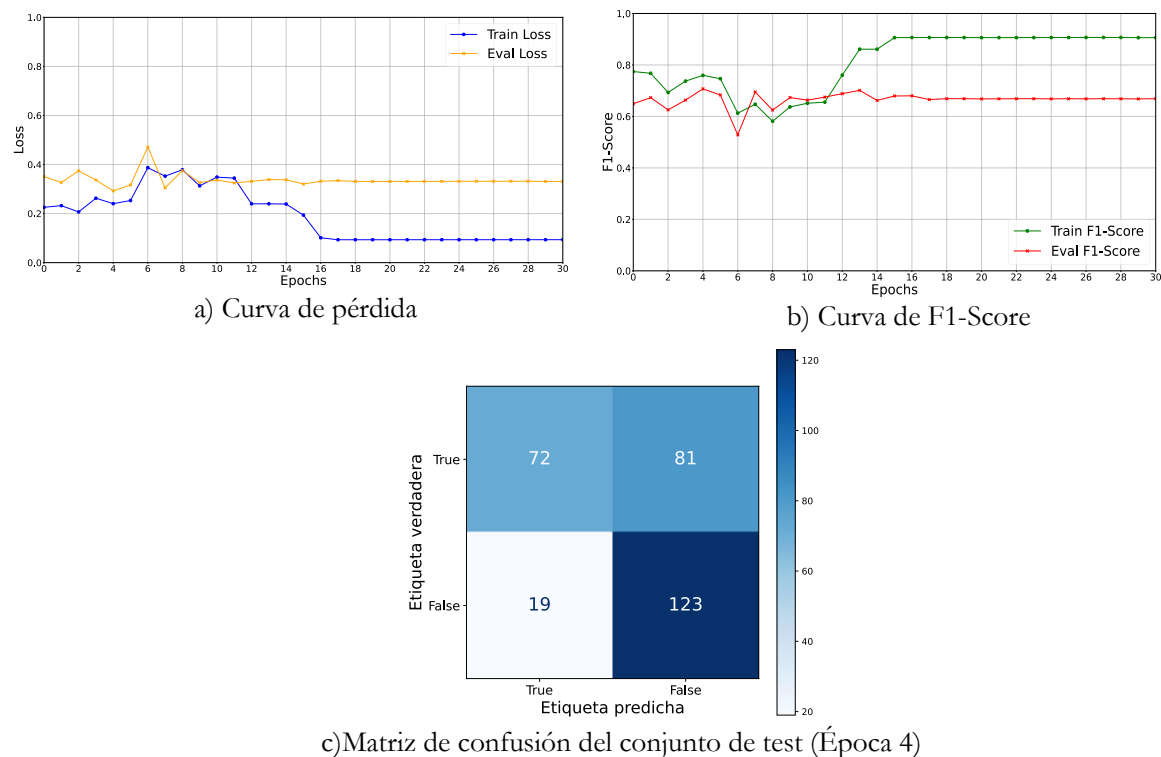 1.0
0.8
0.6
0.4
0.2
0.0
Loss
Train Loss
Eval Loss
0 2 4 6 8 10 12 14 16 18 20 22 24 26 28 30
Epochs
a) Curva de pérdida
1.0
0.8
0.6
0.4
0.2
0.0
F1-Score
Train F1-Score
Eval F1-Score
0 2 4 6 8 10 12 14 16 18 20 22 24 26 28 30
Epochs
b) Curva de F1-Score
Etiqueta verdadera
True 72 81
False 19 123
True False
Etiqueta predicha
120
100
80
60
40
20
c)Matriz de confusión del conjunto de test (Época 4)